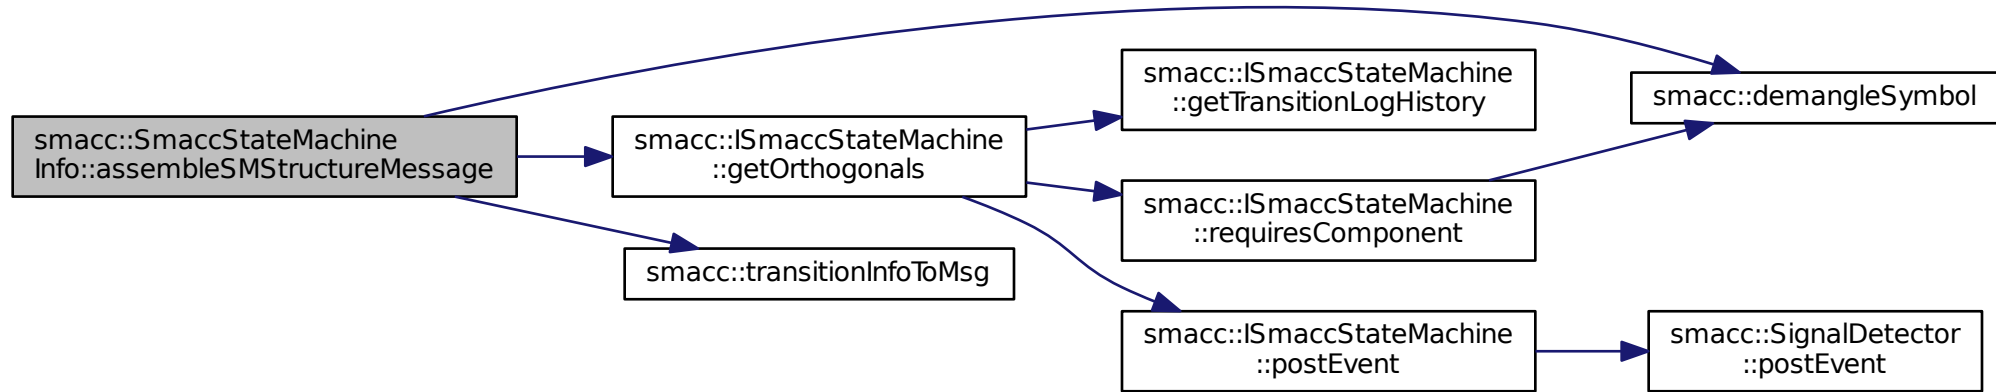 smacc::SmaccStateMachine
Info::assembleSMStructureMessage
smacc::ISmaccStateMachine
::getOrthogonals
smacc::transitionInfoToMsg
smacc::ISmaccStateMachine
::getTransitionLogHistory
smacc::ISmaccStateMachine
::requiresComponent
smacc::ISmaccStateMachine
::postEvent
smacc::demangleSymbol
smacc::SignalDetector
::postEvent